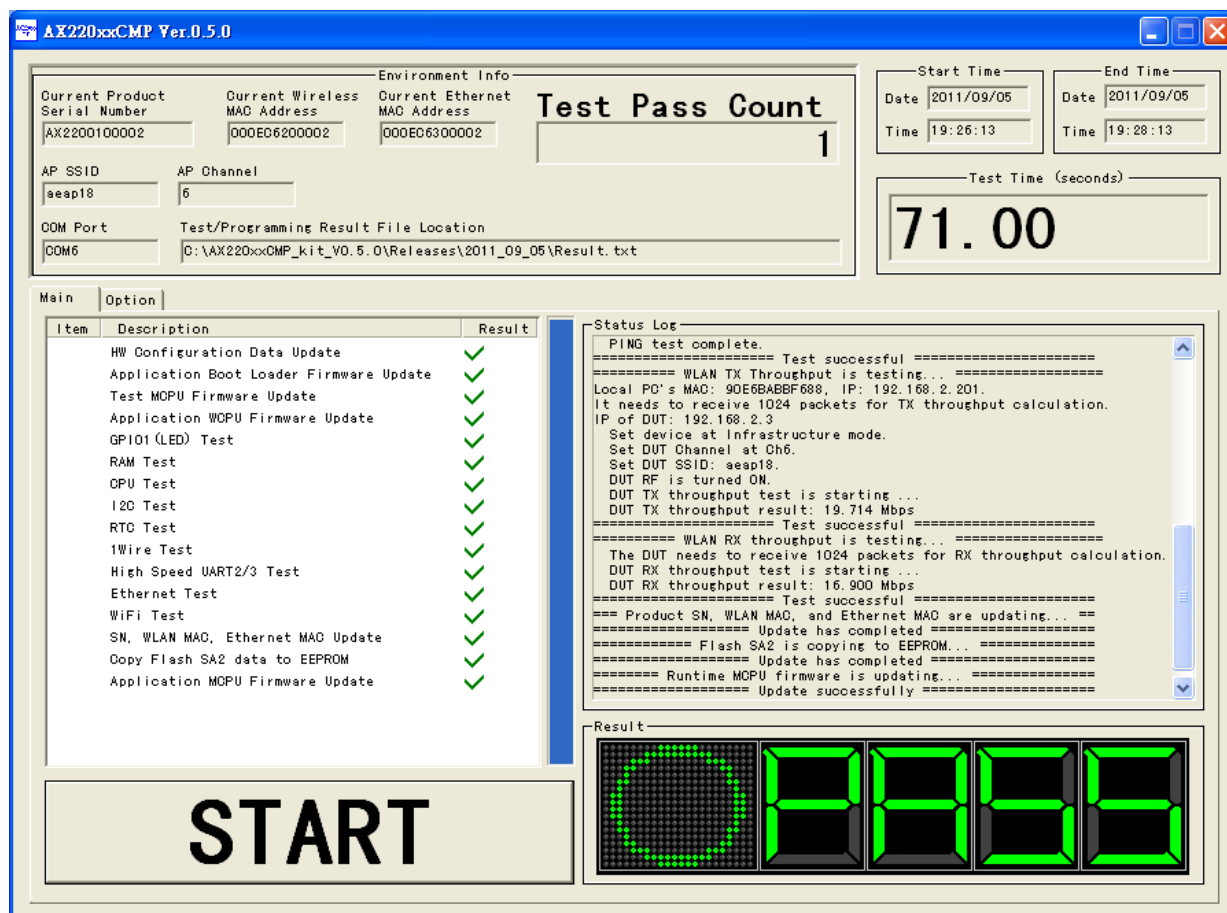 AX220xxCMP Ver.0.5.0
Environment Info
Current Product Serial Number
AX2200100002
Current Wireless MAC Address
000EC6200002
Current Ethernet MAC Address
000EC6300002
Test Pass Count
1
AP SSID
aeap18
AP Channel
6
COM Port
COM6
Test/Programming Result File Location
C:\AX220xxCMP_kit_V0.5.0\Releases\2011_09_05\Result.txt
Start Time
Date 2011/09/05
Time 19:26:13
End Time
Date 2011/09/05
Time 19:28:13
Test Time (seconds)
71.00
Main Option
Item Description Result
HW Configuration Data Update
Application Boot Loader Firmware Update
Test MCPU Firmware Update
Application WCPU Firmware Update
GPIO1(LED) Test
RAM Test
CPU Test
I2C Test
RTC Test
1Wire Test
High Speed UART2/3 Test
Ethernet Test
WiFi Test
SN, WLAN MAC, Ethernet MAC Update
Copy Flash SA2 data to EEPROM
Application MCPU Firmware Update
START
Status Log
PING test complete.
====================== Test successful ======================
========== WLAN TX Throughput is testing... ==================
Local PC's MAC: 90E6BABBF688, IP: 192.168.2.201.
It needs to receive 1024 packets for TX throughput calculation.
IP of DUT: 192.168.2.3
Set device at Infrastructure mode.
Set DUT Channel at Ch6.
Set DUT SSID: aeap18.
DUT RF is turned ON.
DUT TX throughput test is starting ...
DUT TX throughput result: 19.714 Mbps
====================== Test successful ======================
========== WLAN RX throughput is testing... ==================
The DUT needs to receive 1024 packets for RX throughput calculation.
DUT RX throughput test is starting ...
DUT RX throughput result: 16.900 Mbps
====================== Test successful ======================
=== Product SN, WLAN MAC, and Ethernet MAC are updating... ==
=================== Update has completed ====================
============ Flash SA2 is copying to EEPROM... ==============
=================== Update has completed ====================
======== Runtime MCPU firmware is updating... ===============
=================== Update successfully =====================
Result
PASS